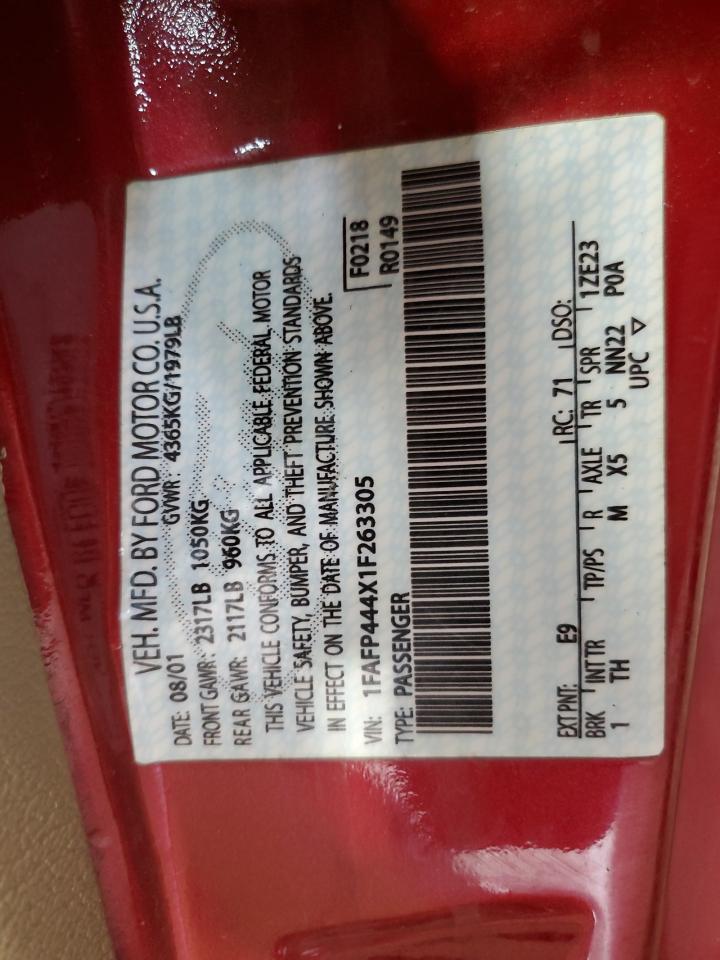 VEH. MFD. BY FORD MOTOR CO. U.S.A.
DATE: 08/01 GVWR: 4365KG/1979LB
FRONT GAWR: 2317LB 1050KG
REAR GAWR: 2117LB 960KG
THIS VEHICLE CONFORMS TO ALL APPLICABLE FEDERAL MOTOR
VEHICLE SAFETY, BUMPER, AND THEFT PREVENTION STANDARDS
IN EFFECT ON THE DATE OF MANUFACTURE SHOWN ABOVE.
VIN: 1FAFP444X1F263305 F0218
TYPE: PASSENGER R0149
EXT PNT: E9 RC: 71 DSO:
BRK INT TR TP/PS R AXLE TR SPR 1ZE23
1 TH M X5 5 NN22 P0A
UPC ▽